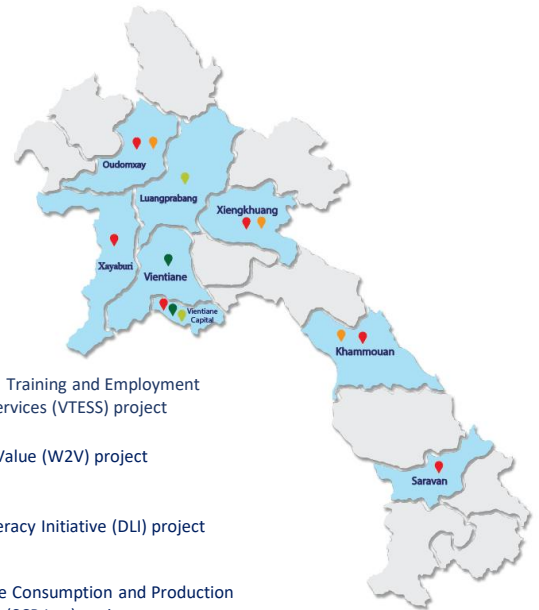 Oudomxay
Luangprabang
Xiengkhuang
Xayaburi
Vientiane
Vientiane
Capital
Khammouan
Saravan
Training and Employment
ervices (VTESS) project
Value (W2V) project
eracy Initiative (DLI) project
e Consumption and Production